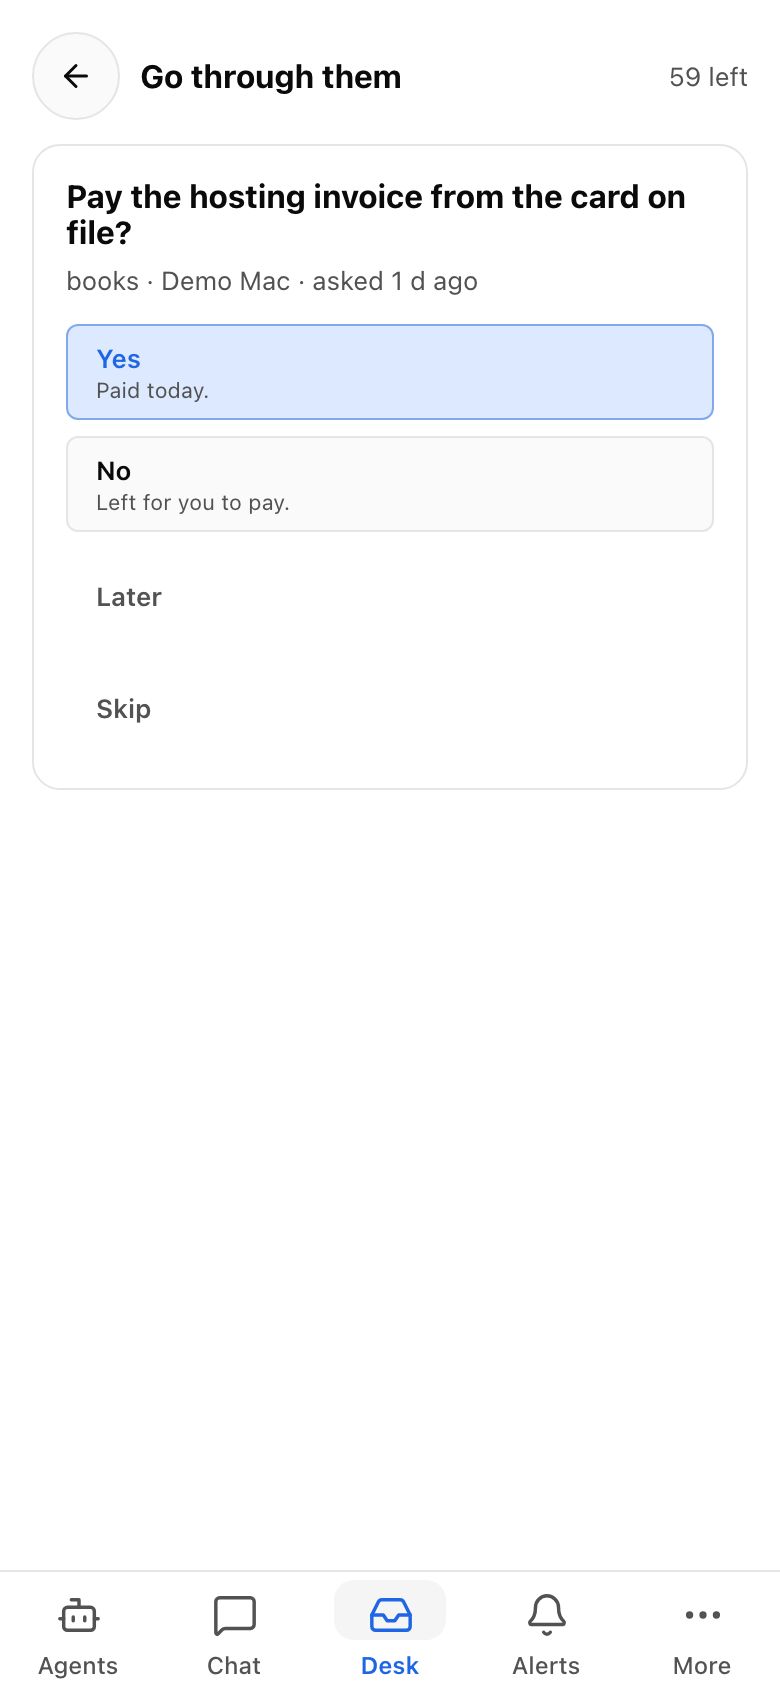 Go through them
59 left
Pay the hosting invoice from the card on
file?
books · Demo Mac · asked 1 d ago
Yes
Paid today.
No
Left for you to pay.
Later
Skip
Agents
Chat
Desk
Alerts
More